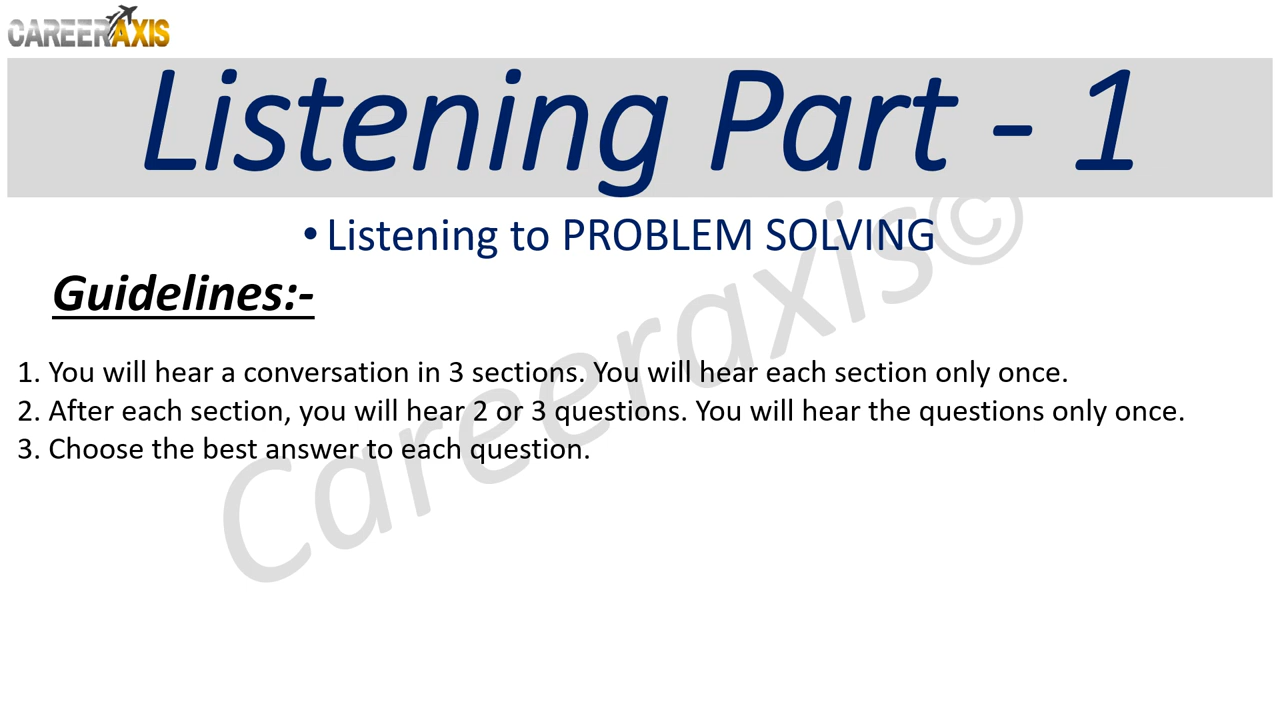 CAREERAXIS
Listening Part - 1
• Listening to PROBLEM SOLVING
Guidelines:-
1. You will hear a conversation in 3 sections. You will hear each section only once.
2. After each section, you will hear 2 or 3 questions. You will hear the questions only once.
3. Choose the best answer to each question.
Careeraxis©